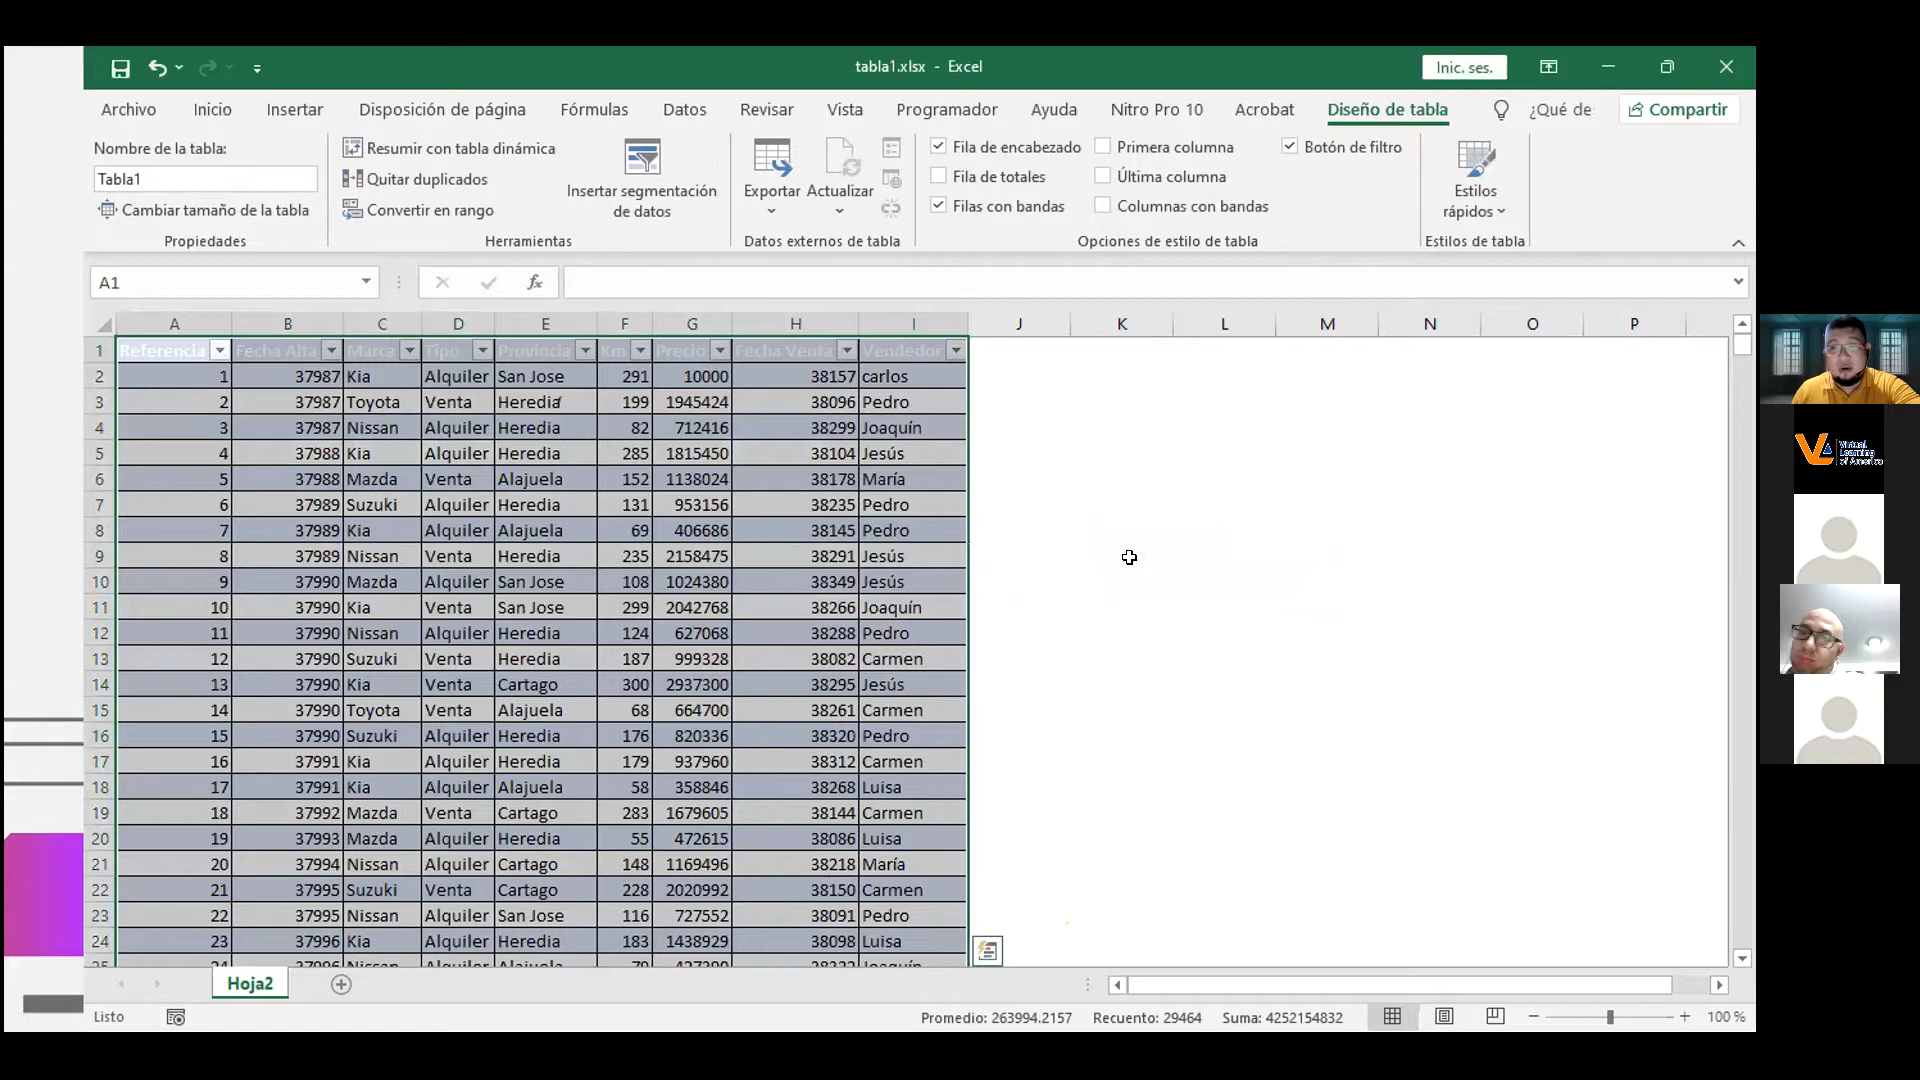 tabla1.xlsx - Excel
Inic. ses.
Archivo Inicio Insertar Disposición de página Fórmulas Datos Revisar Vista Programador Ayuda Nitro Pro 10 Acrobat Diseño de tabla ¿Qué de Compartir
Nombre de la tabla:
Tabla1
Cambiar tamaño de la tabla
Propiedades
Resumir con tabla dinámica
Quitar duplicados
Convertir en rango
Insertar segmentación
de datos
Herramientas
Exportar Actualizar
Datos externos de tabla
Fila de encabezado Primera columna Botón de filtro
Fila de totales Última columna
Filas con bandas Columnas con bandas
Opciones de estilo de tabla
Estilos
rápidos
Estilos de tabla
A1 fx
A B C D E F G H I J K L M N O P
1 Referencia Fecha Alta Marca Tipo Provincia Km Precio Fecha Venta Vendedor
2 1 37987 Kia Alquiler San Jose 291 10000 38157 carlos
3 2 37987 Toyota Venta Heredia 199 1945424 38096 Pedro
4 3 37987 Nissan Alquiler Heredia 82 712416 38299 Joaquín
5 4 37988 Kia Alquiler Heredia 285 1815450 38104 Jesús
6 5 37988 Mazda Venta Alajuela 152 1138024 38178 María
7 6 37989 Suzuki Alquiler Heredia 131 953156 38235 Pedro
8 7 37989 Kia Alquiler Alajuela 69 406686 38145 Pedro
9 8 37989 Nissan Venta Heredia 235 2158475 38291 Jesús
10 9 37990 Mazda Alquiler San Jose 108 1024380 38349 Jesús
11 10 37990 Kia Venta San Jose 299 2042768 38266 Joaquín
12 11 37990 Nissan Alquiler Heredia 124 627068 38288 Pedro
13 12 37990 Suzuki Venta Heredia 187 999328 38082 Carmen
14 13 37990 Kia Venta Cartago 300 2937300 38295 Jesús
15 14 37990 Toyota Venta Alajuela 68 664700 38261 Carmen
16 15 37990 Suzuki Alquiler Heredia 176 820336 38320 Pedro
17 16 37991 Kia Alquiler Heredia 179 937960 38312 Carmen
18 17 37991 Kia Alquiler Alajuela 58 358846 38268 Luisa
19 18 37992 Mazda Venta Cartago 283 1679605 38144 Carmen
20 19 37993 Mazda Alquiler Heredia 55 472615 38086 Luisa
21 20 37994 Nissan Alquiler Cartago 148 1169496 38218 María
22 21 37995 Suzuki Venta Cartago 228 2020992 38150 Carmen
23 22 37995 Nissan Alquiler San Jose 116 727552 38091 Pedro
24 23 37996 Kia Alquiler Heredia 183 1438929 38098 Luisa
25 24 37996 Nissan Alquiler Alajuela 79 Joaquín
Hoja2
Listo Promedio: 263994.2157 Recuento: 29464 Suma: 4252154832 100 %
Virtual
Learning
of America